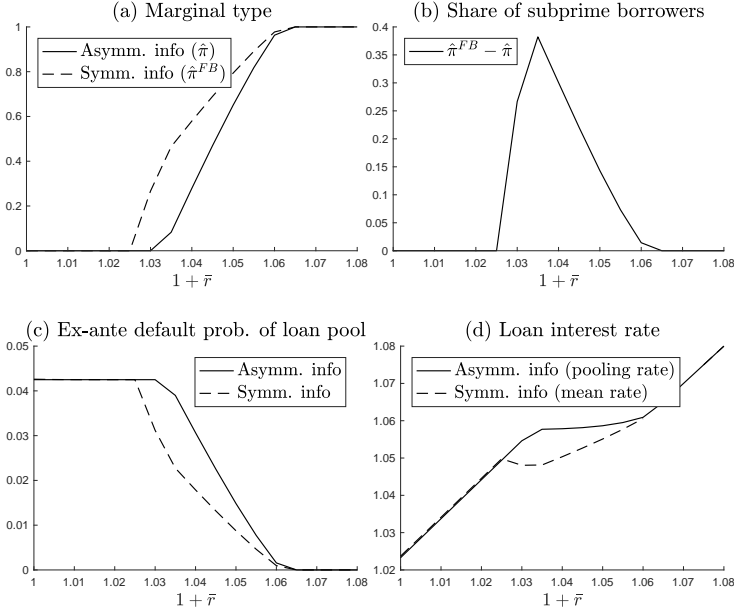 (a) Marginal type
Asymm. info (π̂)
Symm. info (π̂^{FB})
1
0.8
0.6
0.4
0.2
0
1 1.01 1.02 1.03 1.04 1.05 1.06 1.07 1.08
1 + r̄
(b) Share of subprime borrowers
π̂^{FB} − π̂
0.4
0.35
0.3
0.25
0.2
0.15
0.1
0.05
0
1 1.01 1.02 1.03 1.04 1.05 1.06 1.07 1.08
1 + r̄
(c) Ex-ante default prob. of loan pool
Asymm. info
Symm. info
0.05
0.04
0.03
0.02
0.01
0
1 1.01 1.02 1.03 1.04 1.05 1.06 1.07 1.08
1 + r̄
(d) Loan interest rate
Asymm. info (pooling rate)
Symm. info (mean rate)
1.08
1.07
1.06
1.05
1.04
1.03
1.02
1.00 1.01 1.02 1.03 1.04 1.05 1.06 1.07 1.08
1 + r̄